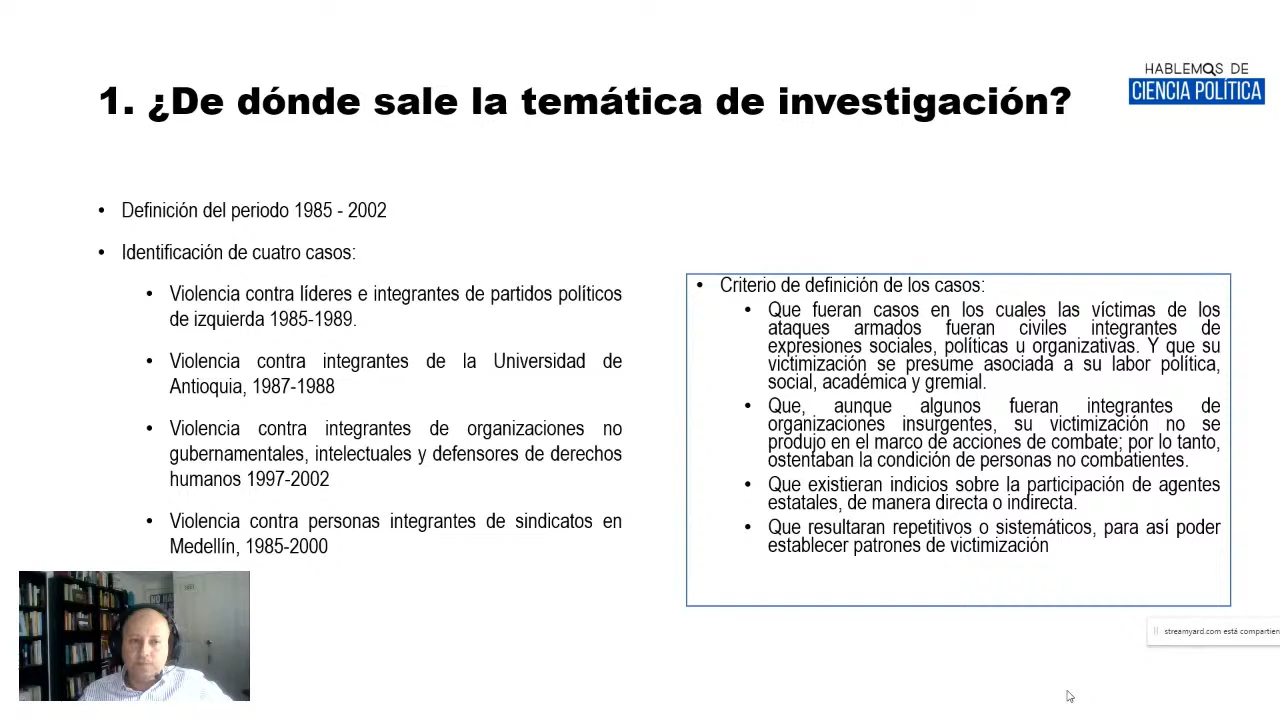 HABLEMOS DE
CIENCIA POLÍTICA
1. ¿De dónde sale la temática de investigación?
• Definición del periodo 1985 - 2002
• Identificación de cuatro casos:
• Violencia contra líderes e integrantes de partidos políticos
de izquierda 1985-1989.
• Violencia contra integrantes de la Universidad de
Antioquia, 1987-1988
• Violencia contra integrantes de organizaciones no
gubernamentales, intelectuales y defensores de derechos
humanos 1997-2002
• Violencia contra personas integrantes de sindicatos en
Medellín, 1985-2000
• Criterio de definición de los casos:
• Que fueran casos en los cuales las víctimas de los
ataques armados fueran civiles integrantes de
expresiones sociales, políticas u organizativas. Y que su
victimización se presume asociada a su labor política,
social, académica y gremial.
• Que, aunque algunos fueran integrantes de
organizaciones insurgentes, su victimización no se
produjo en el marco de acciones de combate; por lo tanto,
ostentaban la condición de personas no combatientes.
• Que existieran indicios sobre la participación de agentes
estatales, de manera directa o indirecta.
• Que resultaran repetitivos o sistemáticos, para así poder
establecer patrones de victimización
streamyard.com está compartien